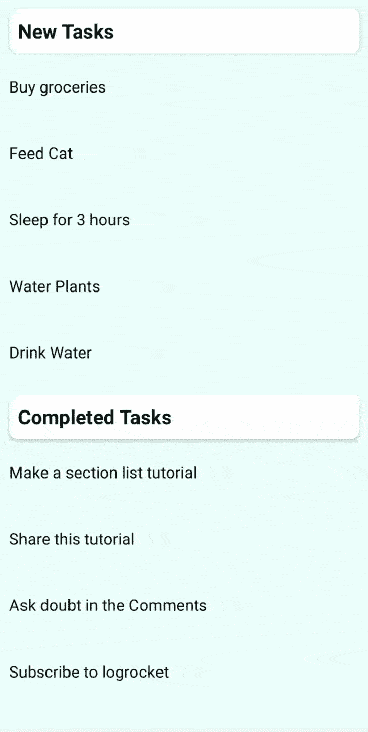 New Tasks
Buy groceries
Feed Cat
Sleep for 3 hours
Water Plants
Drink Water
Completed Tasks
Make a section list tutorial
Share this tutorial
Ask doubt in the Comments
Subscribe to logrocket